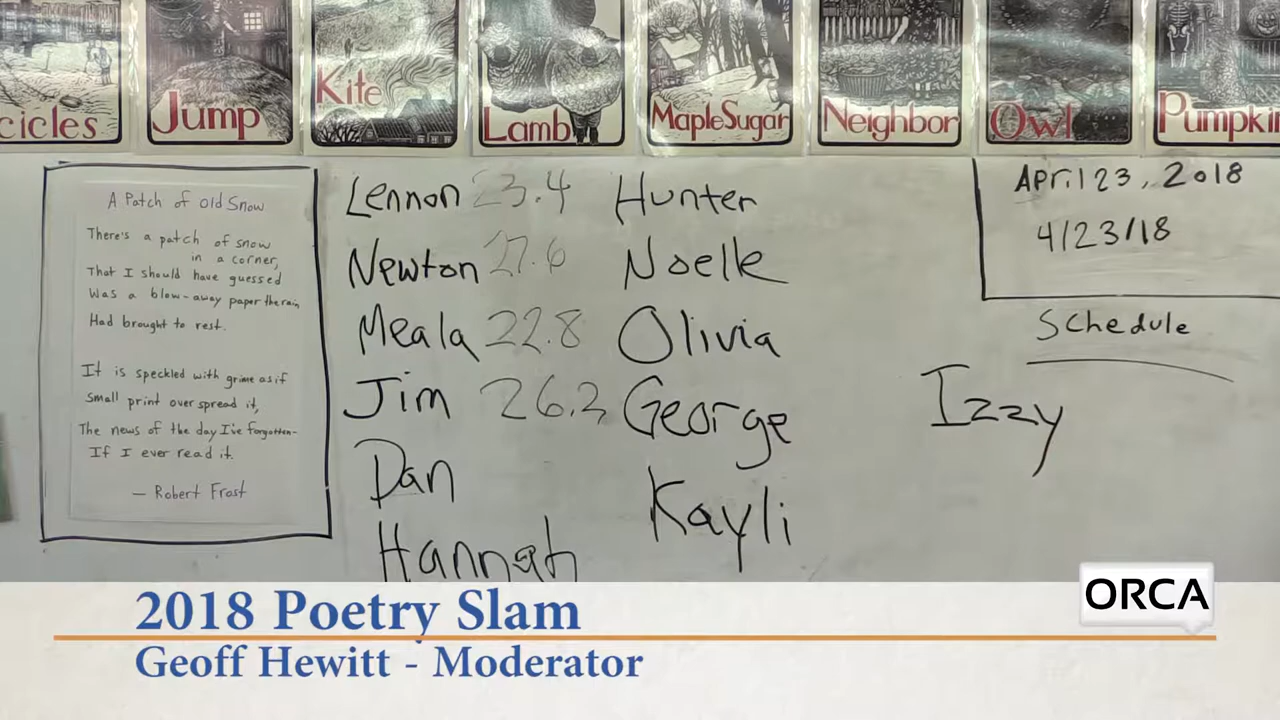 cicles
Jump
Kite
Lamb
MapleSugar
Neighbor
Owl
Pumpkin
A Patch of Old Snow
There's a patch of snow
in a corner,
That I should have guessed
Was a blow-away paper the rain
Had brought to rest.
It is speckled with grime as if
Small print overspread it,
The news of the day I've forgotten—
If I ever read it.
— Robert Frost
Lennon 23.4
Newton 27.6
Meala 22.8
Jim 26.2
Dan
Hannah
Hunter
Noelle
Olivia
George
Kayli
April 23, 2018
4/23/18
Schedule
Izzy
2018 Poetry Slam
Geoff Hewitt - Moderator
ORCA